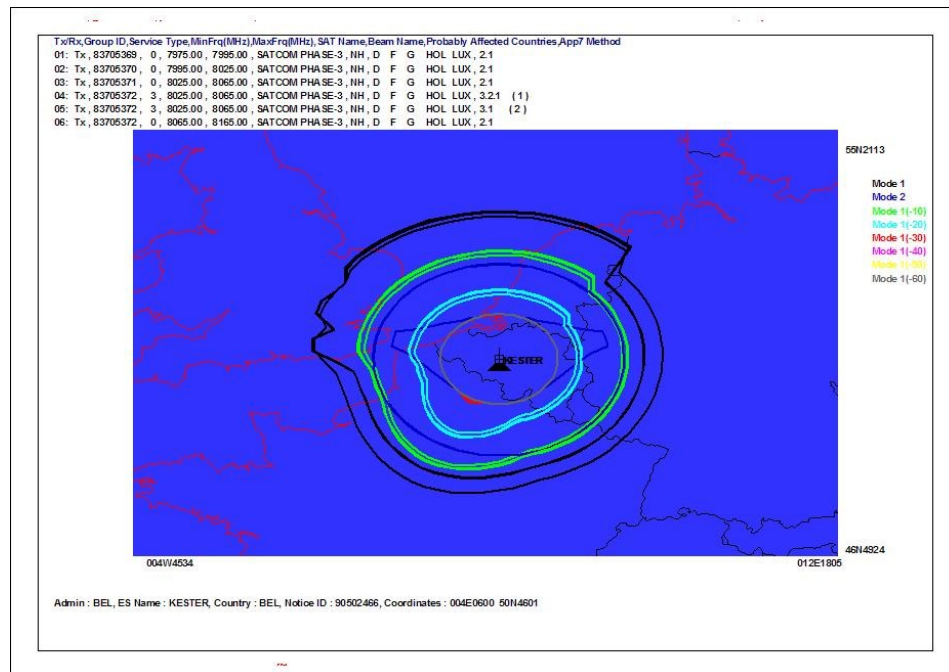 Tx/Rx,Group ID,Service Type,MinFrq(MHz),MaxFrq(MHz),SAT Name,Beam Name,Probably Affected Countries,App7 Method
01: Tx , 83705369 , 0 , 7975.00 , 7995.00 , SATCOM PHASE-3 , NH , D F G HOL LUX , 2.1
02: Tx , 83705370 , 0 , 7995.00 , 8025.00 , SATCOM PHASE-3 , NH , D F G HOL LUX , 2.1
03: Tx , 83705371 , 0 , 8025.00 , 8065.00 , SATCOM PHASE-3 , NH , D F G HOL LUX , 2.1
04: Tx , 83705372 , 3 , 8025.00 , 8065.00 , SATCOM PHASE-3 , NH , D F G HOL LUX , 3.2.1 (1)
05: Tx , 83705372 , 3 , 8025.00 , 8065.00 , SATCOM PHASE-3 , NH , D F G HOL LUX , 3.1 (2)
06: Tx , 83705372 , 0 , 8065.00 , 8165.00 , SATCOM PHASE-3 , NH , D F G HOL LUX , 2.1
55N2113
Mode 1
Mode 2
Mode 1(-10)
Mode 1(-20)
Mode 1(-30)
Mode 1(-40)
Mode 1(-50)
Mode 1(-60)
KESTER
46N4924
004W4534
012E1805
Admin : BEL, ES Name : KESTER, Country : BEL, Notice ID : 90502466, Coordinates : 004E0600 50N4601